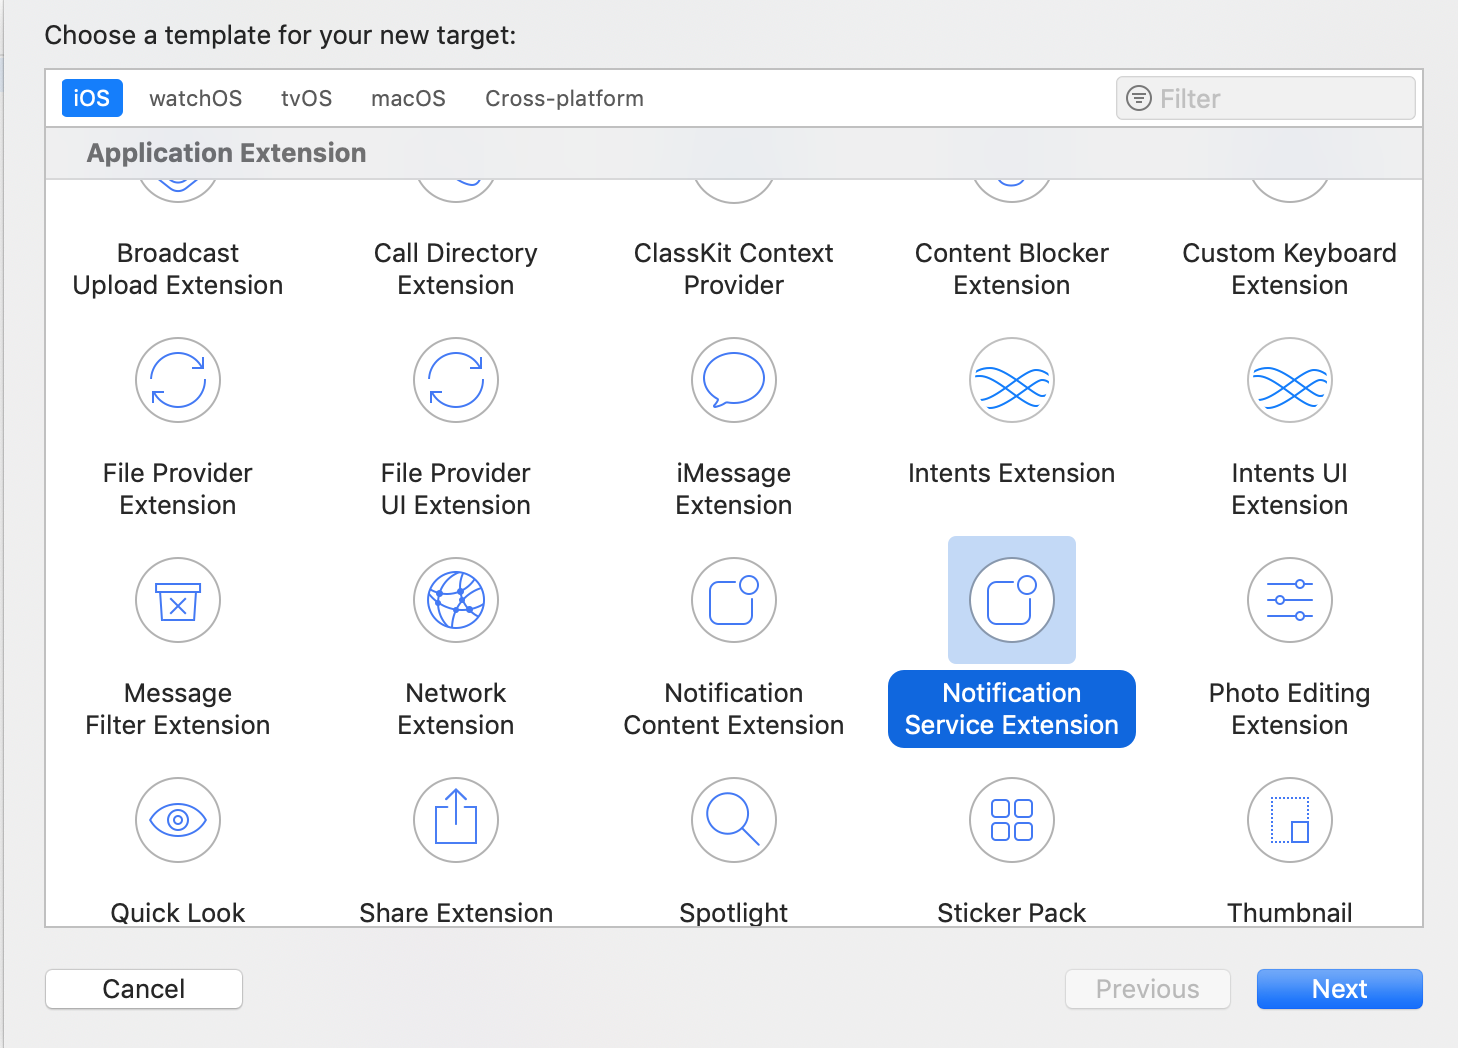 Choose a template for your new target:
iOS watchOS tvOS macOS Cross-platform Filter
Application Extension
Broadcast
Upload Extension
Call Directory
Extension
ClassKit Context
Provider
Content Blocker
Extension
Custom Keyboard
Extension
File Provider
Extension
File Provider
UI Extension
iMessage
Extension
Intents Extension
Intents UI
Extension
Message
Filter Extension
Network
Extension
Notification
Content Extension
Notification
Service Extension
Photo Editing
Extension
Quick Look
Share Extension
Spotlight
Sticker Pack
Thumbnail
Cancel
Previous
Next